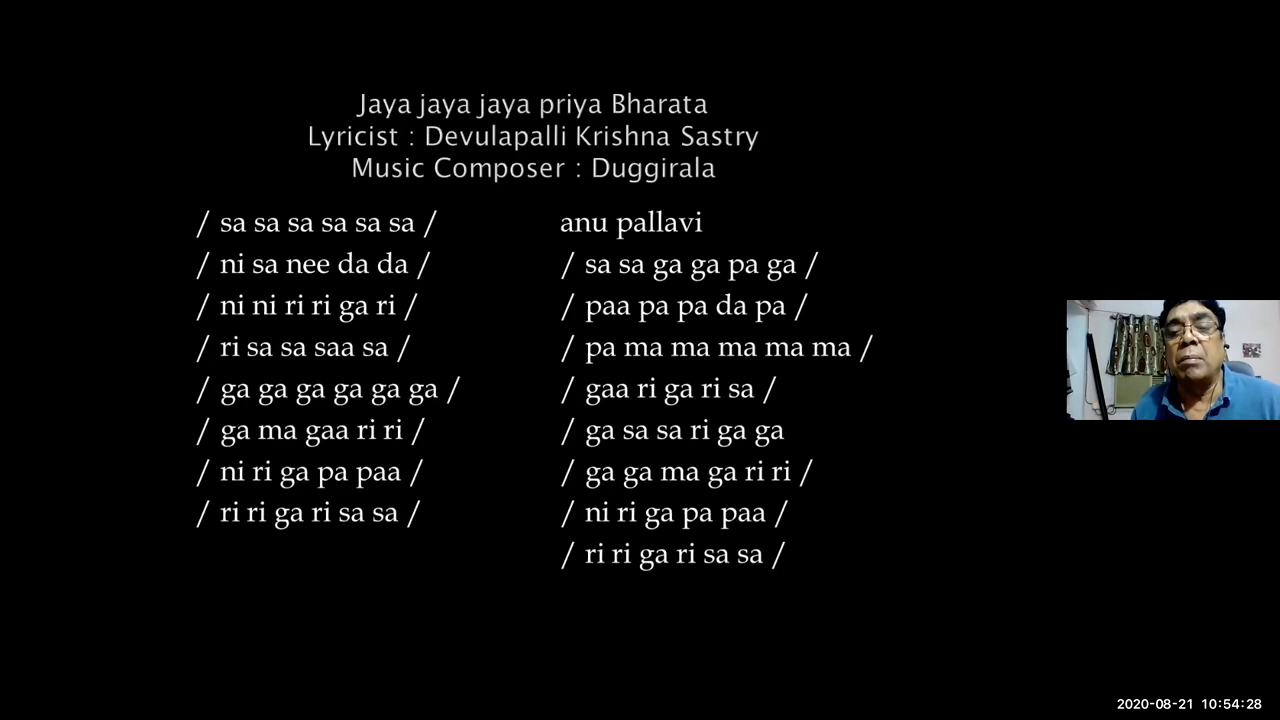 Jaya jaya jaya priya Bharata
Lyricist : Devulapalli Krishna Sastry
Music Composer : Duggirala
/ sa sa sa sa sa sa /
/ ni sa nee da da /
/ ni ni ri ri ga ri /
/ ri sa sa saa sa /
/ ga ga ga ga ga ga /
/ ga ma gaa ri ri /
/ ni ri ga pa paa /
/ ri ri ga ri sa sa /
anu pallavi
/ sa sa ga ga pa ga /
/ paa pa pa da pa /
/ pa ma ma ma ma ma /
/ gaa ri ga ri sa /
/ ga sa sa ri ga ga
/ ga ga ma ga ri ri /
/ ni ri ga pa paa /
/ ri ri ga ri sa sa /
2020-08-21 10:54:28